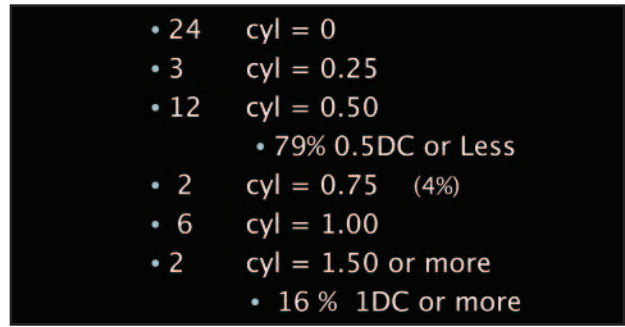 • 24 cyl = 0
• 3 cyl = 0.25
• 12 cyl = 0.50
• 79% 0.5DC or Less
• 2 cyl = 0.75 (4%)
• 6 cyl = 1.00
• 2 cyl = 1.50 or more
• 16 % 1DC or more